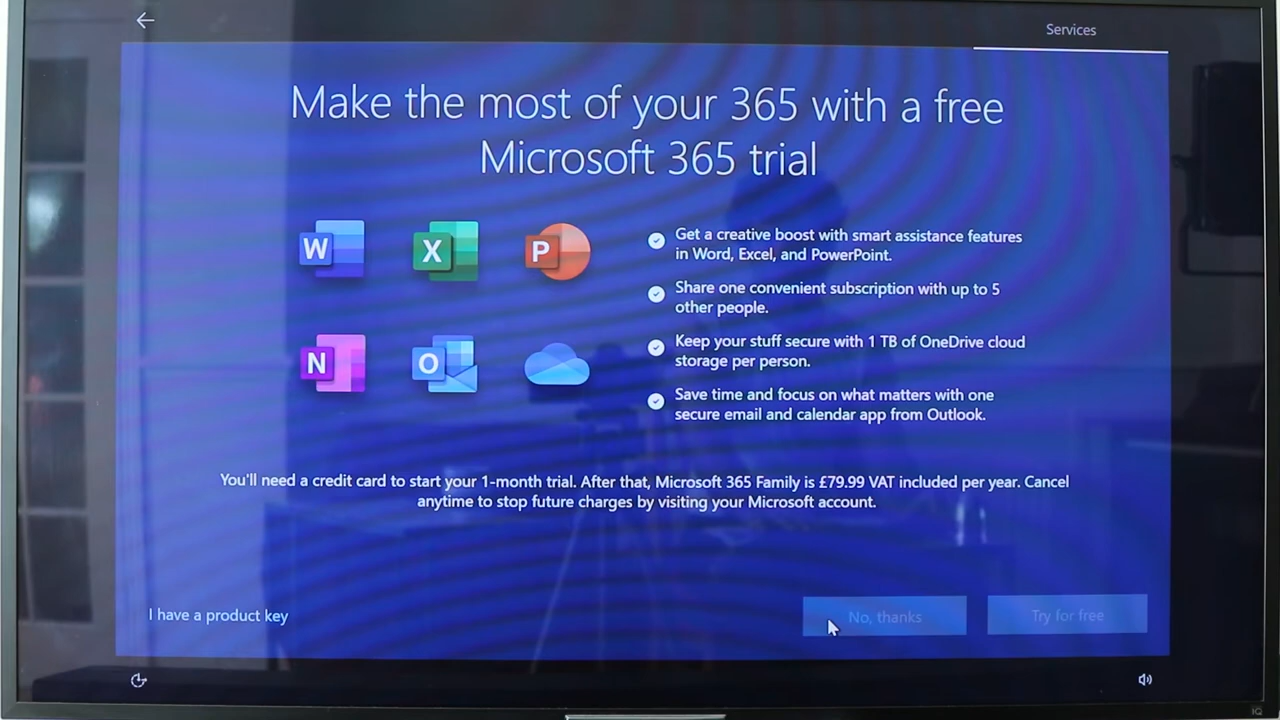 Services
Make the most of your 365 with a free
Microsoft 365 trial
W
X
P
N
O
Get a creative boost with smart assistance features
in Word, Excel, and PowerPoint.
Share one convenient subscription with up to 5
other people.
Keep your stuff secure with 1 TB of OneDrive cloud
storage per person.
Save time and focus on what matters with one
secure email and calendar app from Outlook.
You'll need a credit card to start your 1-month trial. After that, Microsoft 365 Family is £79.99 VAT included per year. Cancel
anytime to stop future charges by visiting your Microsoft account.
I have a product key
No, thanks
Try for free
iQ